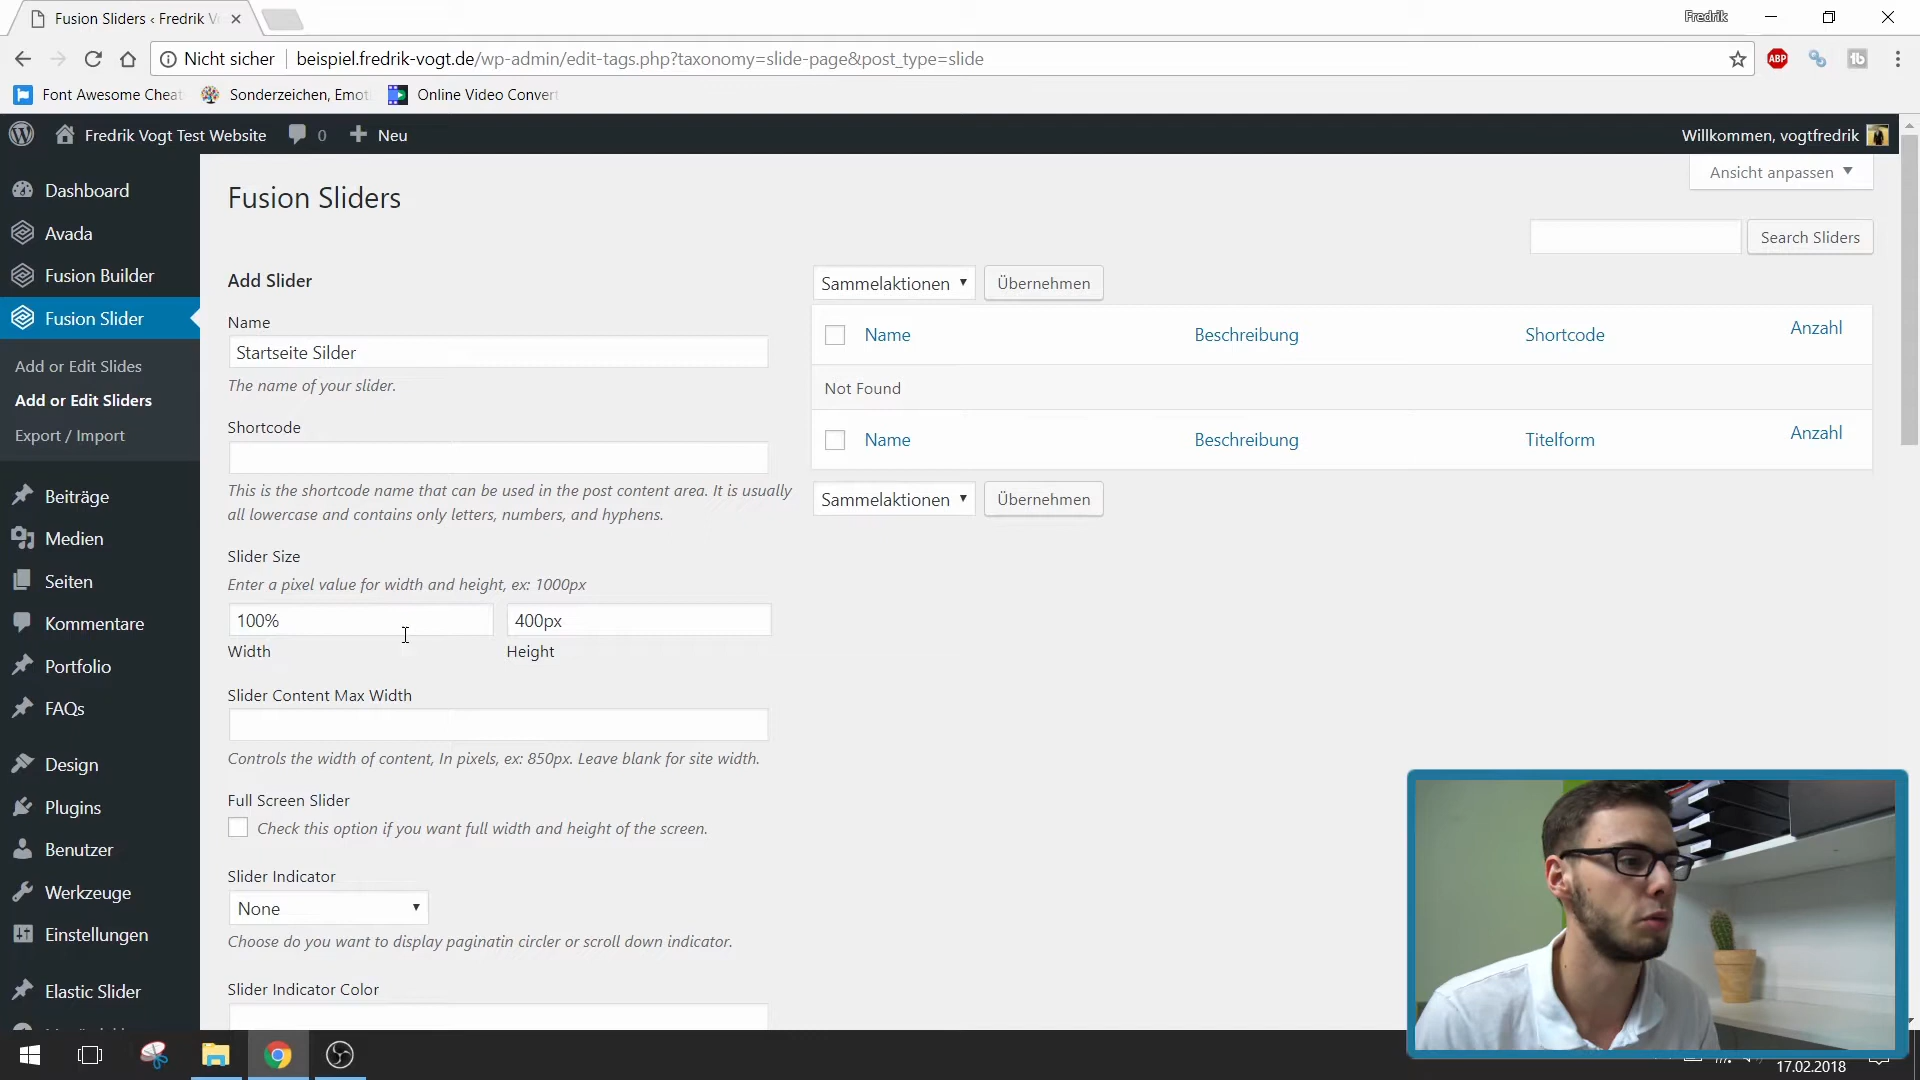 Fusion Sliders ‹ Fredrik V
Fredrik
Nicht sicher
beispiel.fredrik-vogt.de/wp-admin/edit-tags.php?taxonomy=slide-page&post_type=slide
ABP
Font Awesome Cheat
Sonderzeichen, Emot
Online Video Convert
Fredrik Vogt Test Website
0
Neu
Willkommen, vogtfredrik
Dashboard
Avada
Fusion Builder
Fusion Slider
Add or Edit Slides
Add or Edit Sliders
Export / Import
Beiträge
Medien
Seiten
Kommentare
Portfolio
FAQs
Design
Plugins
Benutzer
Werkzeuge
Einstellungen
Elastic Slider
Ansicht anpassen
Fusion Sliders
Search Sliders
Add Slider
Name
Startseite Silder
The name of your slider.
Shortcode
This is the shortcode name that can be used in the post content area. It is usually
all lowercase and contains only letters, numbers, and hyphens.
Slider Size
Enter a pixel value for width and height, ex: 1000px
100%
400px
Width
Height
Slider Content Max Width
Controls the width of content, In pixels, ex: 850px. Leave blank for site width.
Full Screen Slider
Check this option if you want full width and height of the screen.
Slider Indicator
None
Choose do you want to display paginatin circler or scroll down indicator.
Slider Indicator Color
Sammelaktionen
Übernehmen
Name
Beschreibung
Shortcode
Anzahl
Not Found
Name
Beschreibung
Titelform
Anzahl
Sammelaktionen
Übernehmen
17.02.2018